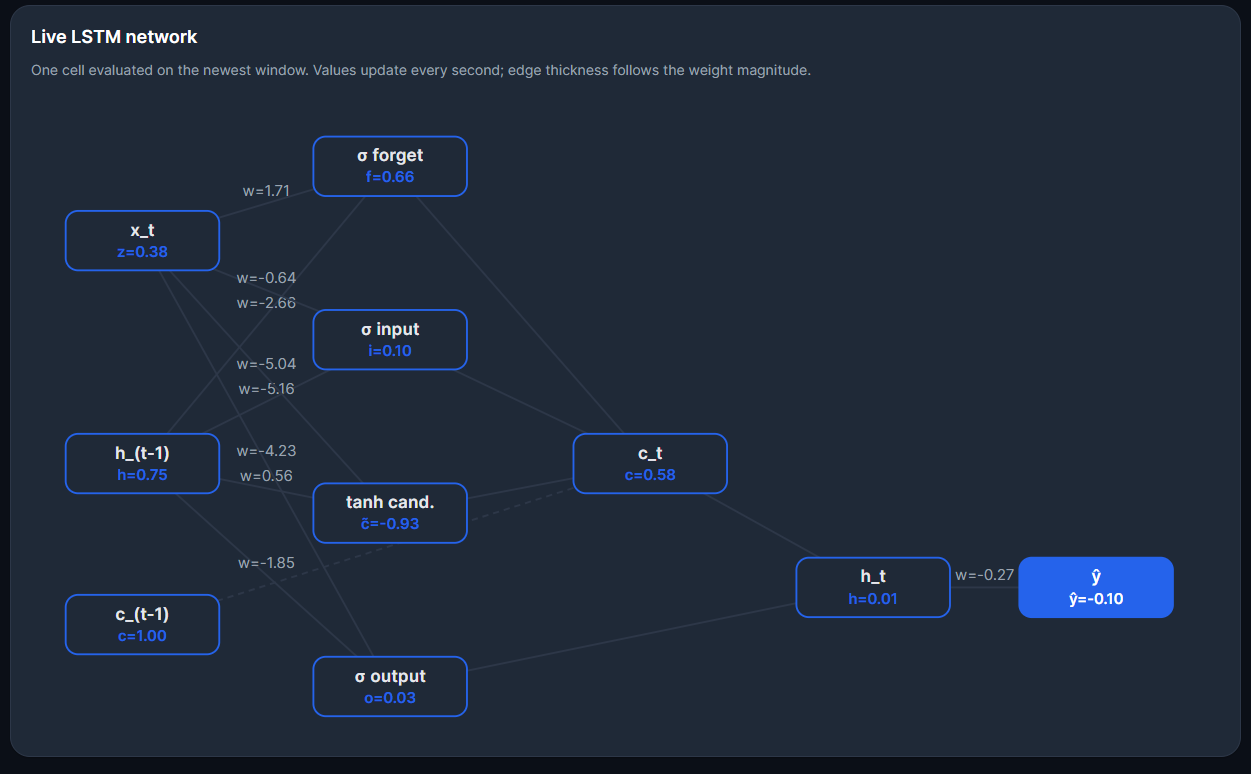 Live LSTM network
One cell evaluated on the newest window. Values update every second; edge thickness follows the weight magnitude.
σ forget
f=0.66
w=1.71
x_t
z=0.38
w=-0.64
w=-2.66
σ input
i=0.10
w=-5.04
w=-5.16
h_(t-1)
h=0.75
w=-4.23
w=0.56
c_t
c=0.58
tanh cand.
c̃=-0.93
w=-1.85
h_t
h=0.01
w=-0.27
ŷ
ŷ=-0.10
c_(t-1)
c=1.00
σ output
o=0.03